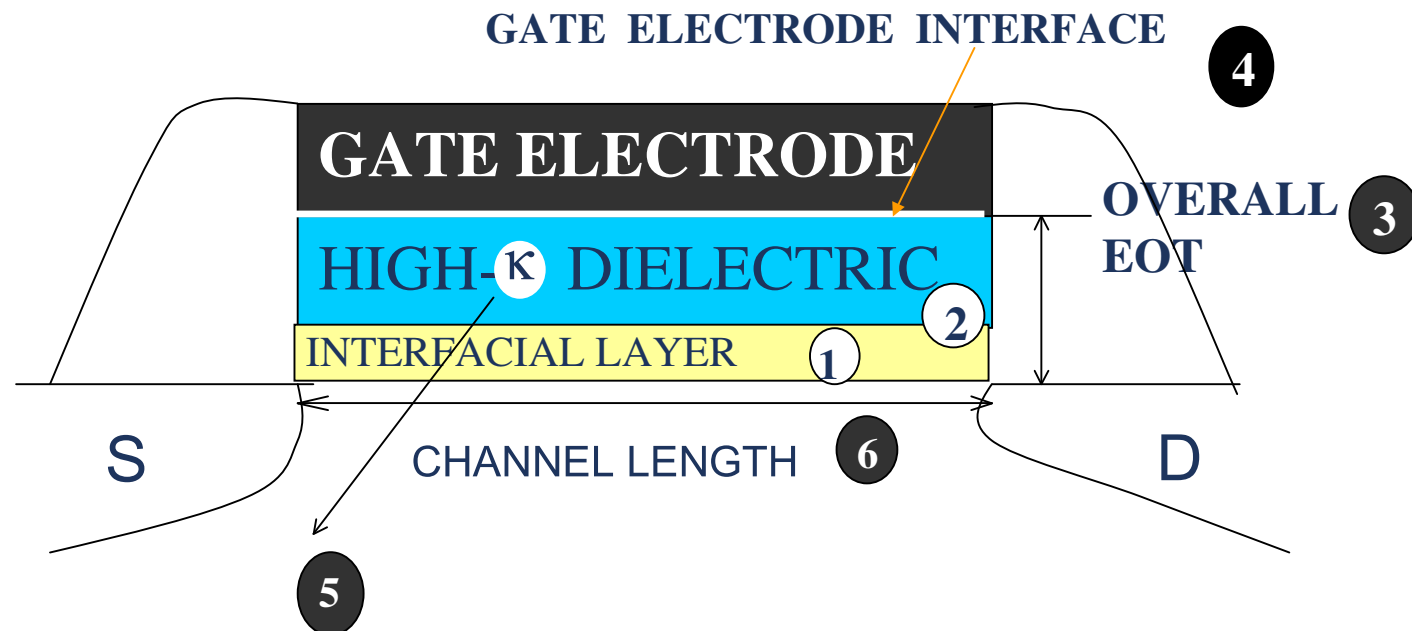 GATE ELECTRODE INTERFACE
4
GATE ELECTRODE
OVERALL
EOT
3
HIGH-κ DIELECTRIC
2
INTERFACIAL LAYER
1
S
CHANNEL LENGTH
6
D
5